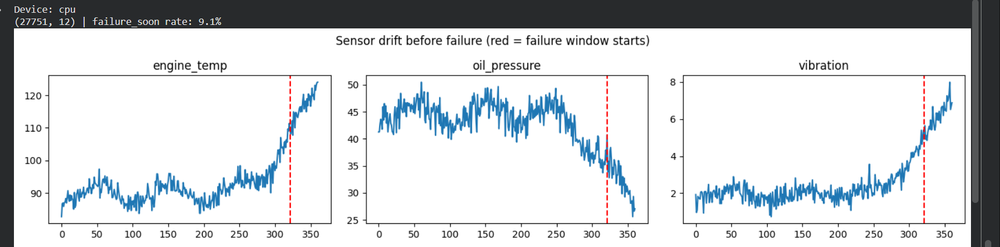 Device: cpu
(27751, 12) | failure_soon rate: 9.1%
Sensor drift before failure (red = failure window starts)
engine_temp
120
110
100
90
0 50 100 150 200 250 300 350
oil_pressure
50
45
40
35
30
25
0 50 100 150 200 250 300 350
vibration
8
6
4
2
0 50 100 150 200 250 300 350